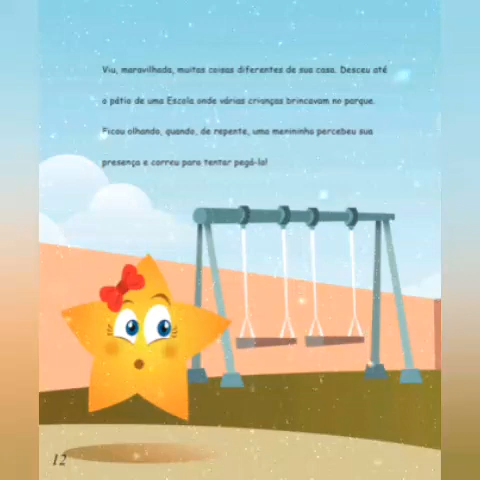 Viu, maravilhada, muitas coisas diferentes de sua casa. Desceu até
o pátio de uma Escola onde várias crianças brincavam no parque.
Ficou olhando, quando, de repente, uma menininha percebeu sua
presença e correu para tentar pegá-la!
12